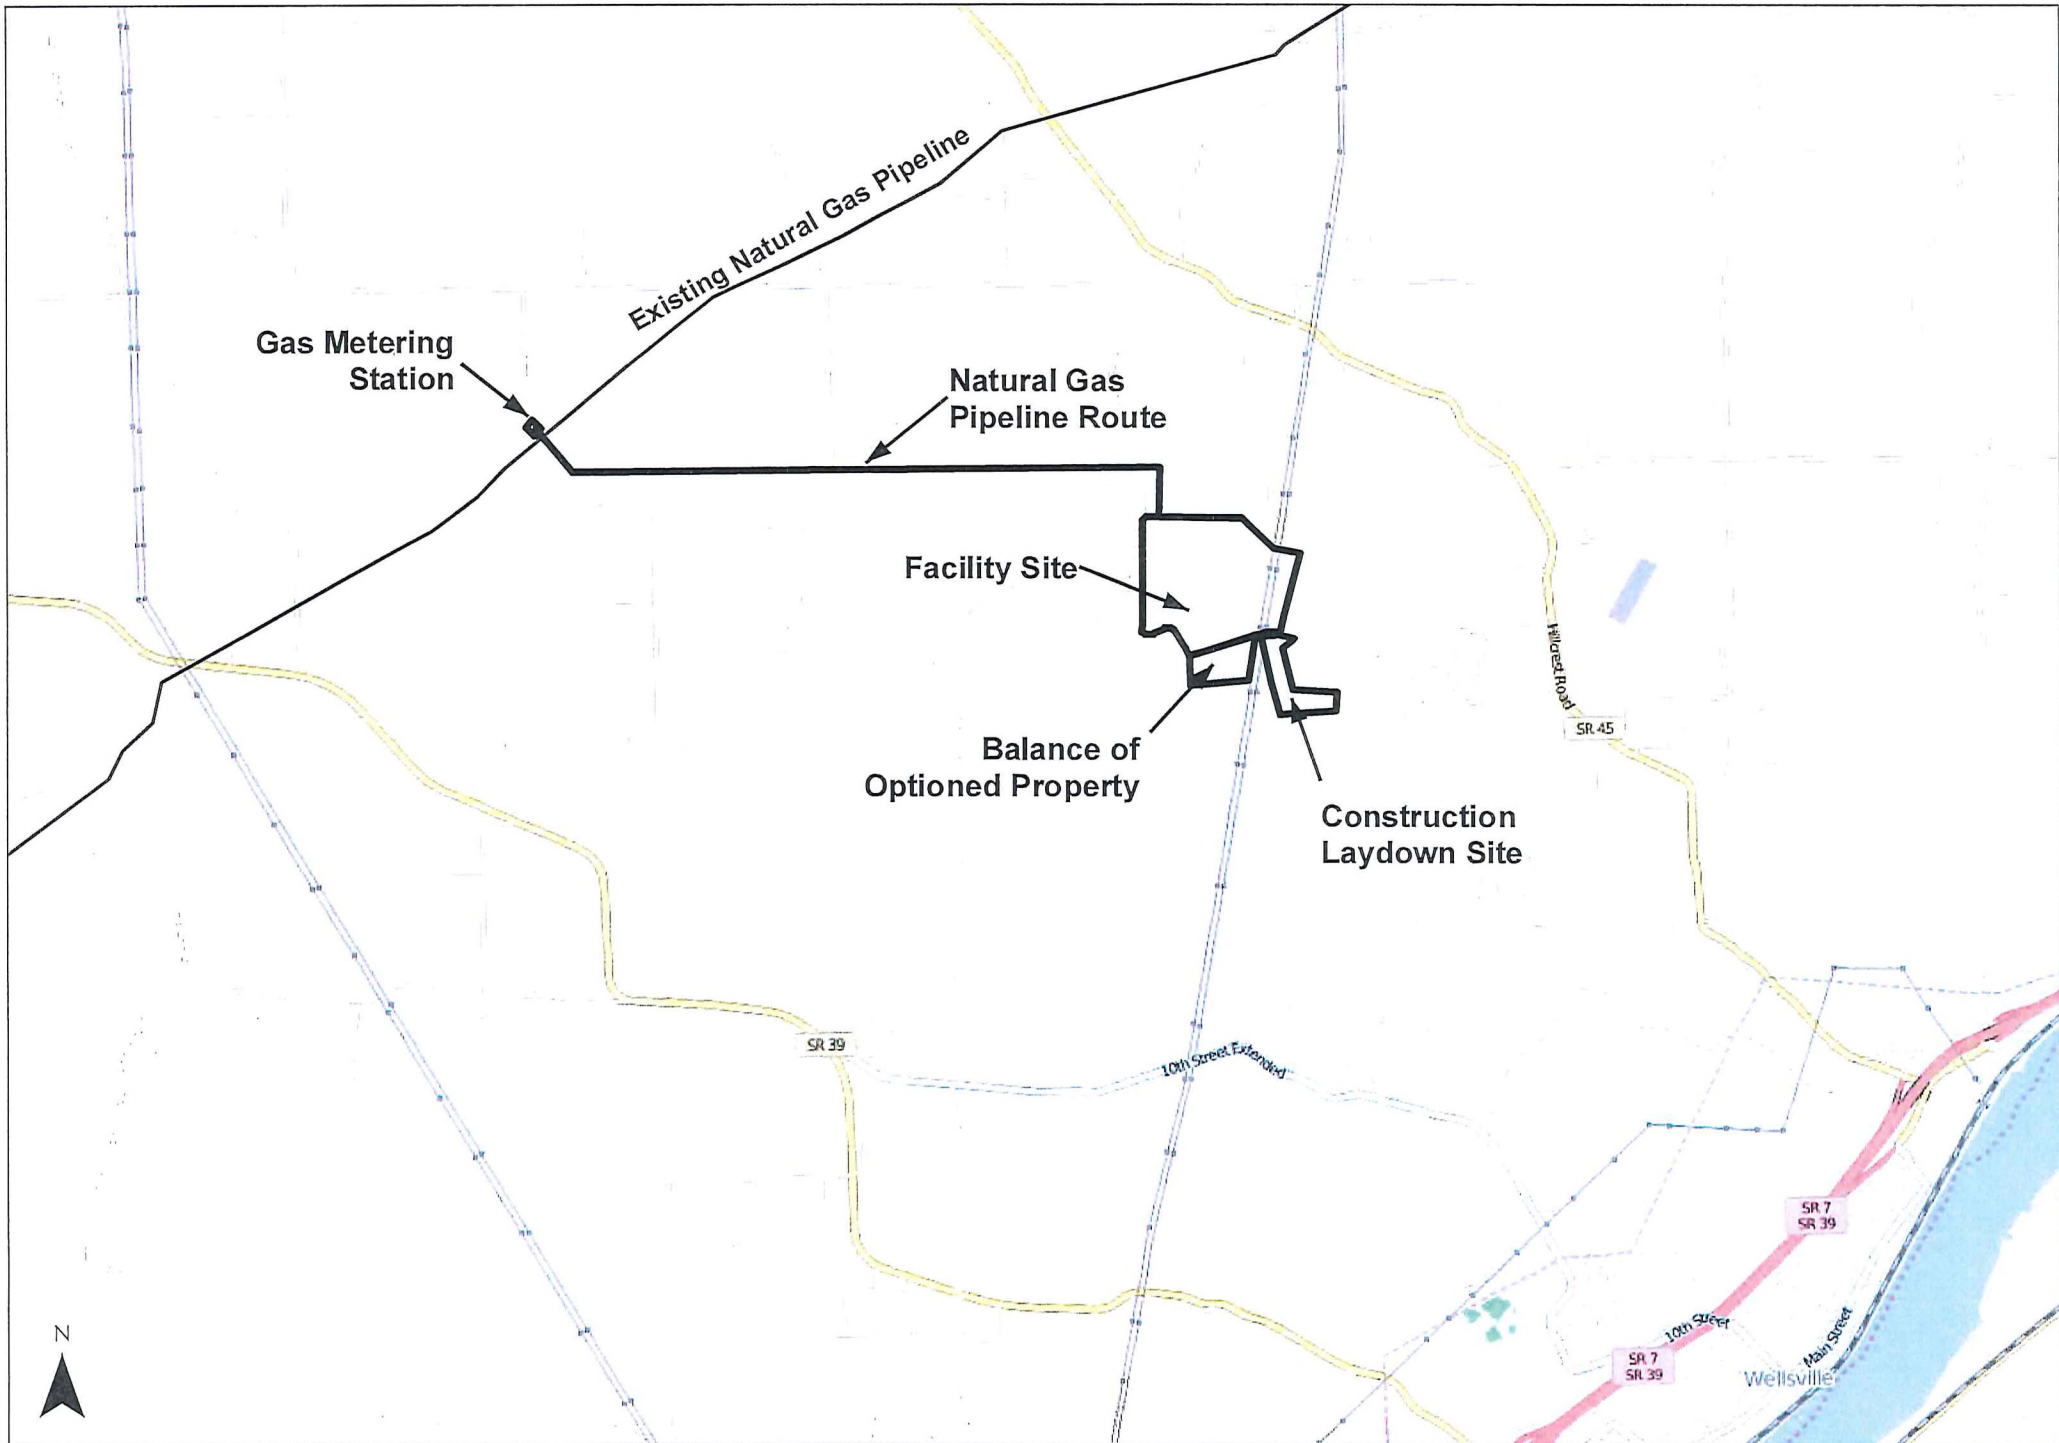 Existing Natural Gas Pipeline
Gas Metering
Station
Natural Gas
Pipeline Route
Facility Site
Hillcrest Road
SR 45
Balance of
Optioned Property
Construction
Laydown Site
SR 39
10th Street Extended
SR 7
SR 39
10th Street
Main Street
SR 7
SR 39
Wellsville
N